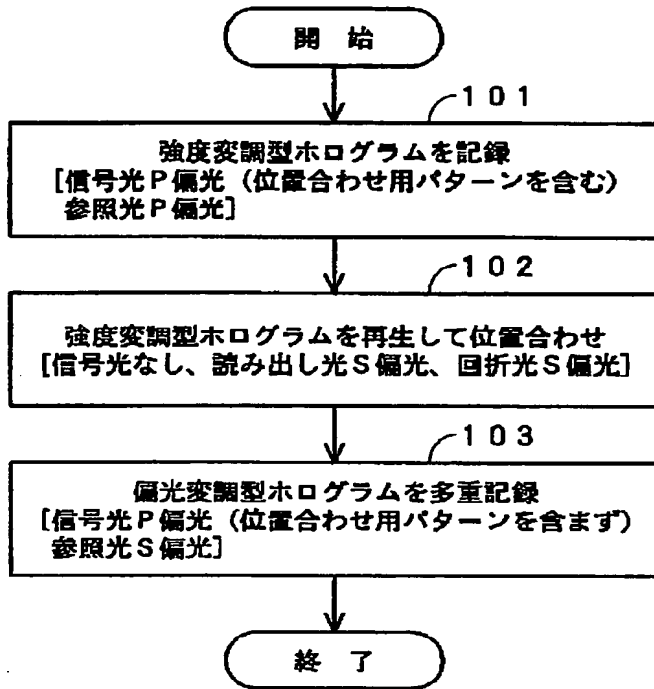 開 始
101
強度変調型ホログラムを記録
[信号光P偏光(位置合わせ用パターンを含む)
参照光P偏光]
102
強度変調型ホログラムを再生して位置合わせ
[信号光なし、読み出し光S偏光、回折光S偏光]
103
偏光変調型ホログラムを多重記録
[信号光P偏光(位置合わせ用パターンを含まず)
参照光S偏光]
終 了